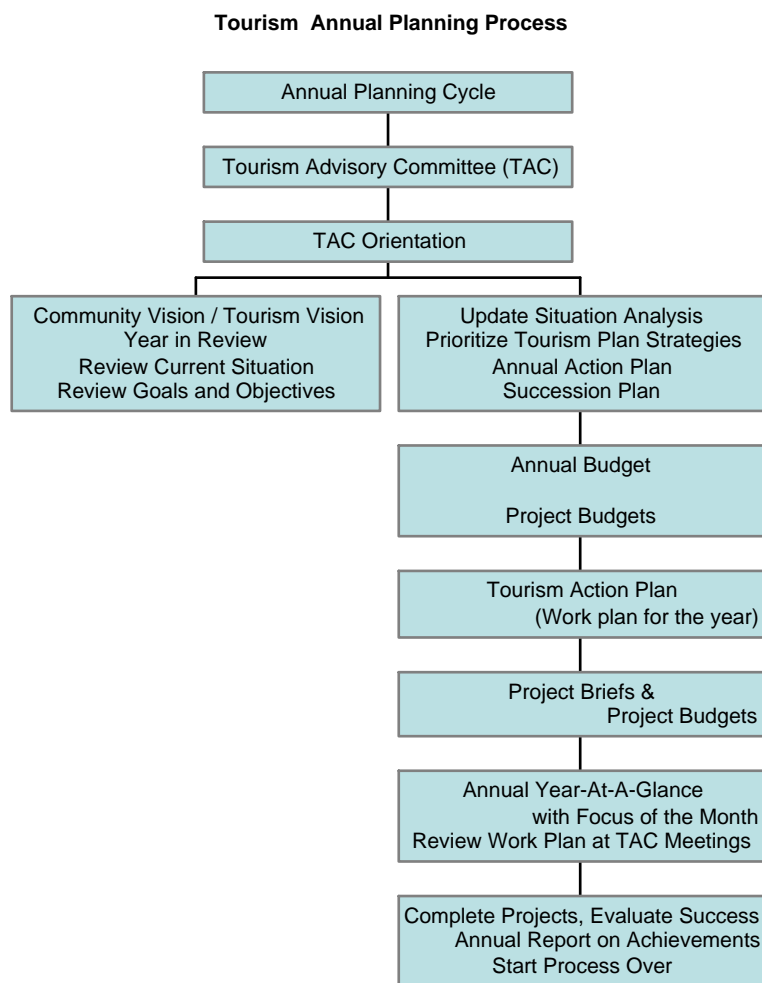 Tourism Annual Planning Process
Annual Planning Cycle
Tourism Advisory Committee (TAC)
TAC Orientation
Community Vision / Tourism Vision
Year in Review
Review Current Situation
Review Goals and Objectives
Update Situation Analysis
Prioritize Tourism Plan Strategies
Annual Action Plan
Succession Plan
Annual Budget
Project Budgets
Tourism Action Plan
(Work plan for the year)
Project Briefs &
Project Budgets
Annual Year-At-A-Glance
with Focus of the Month
Review Work Plan at TAC Meetings
Complete Projects, Evaluate Success
Annual Report on Achievements
Start Process Over